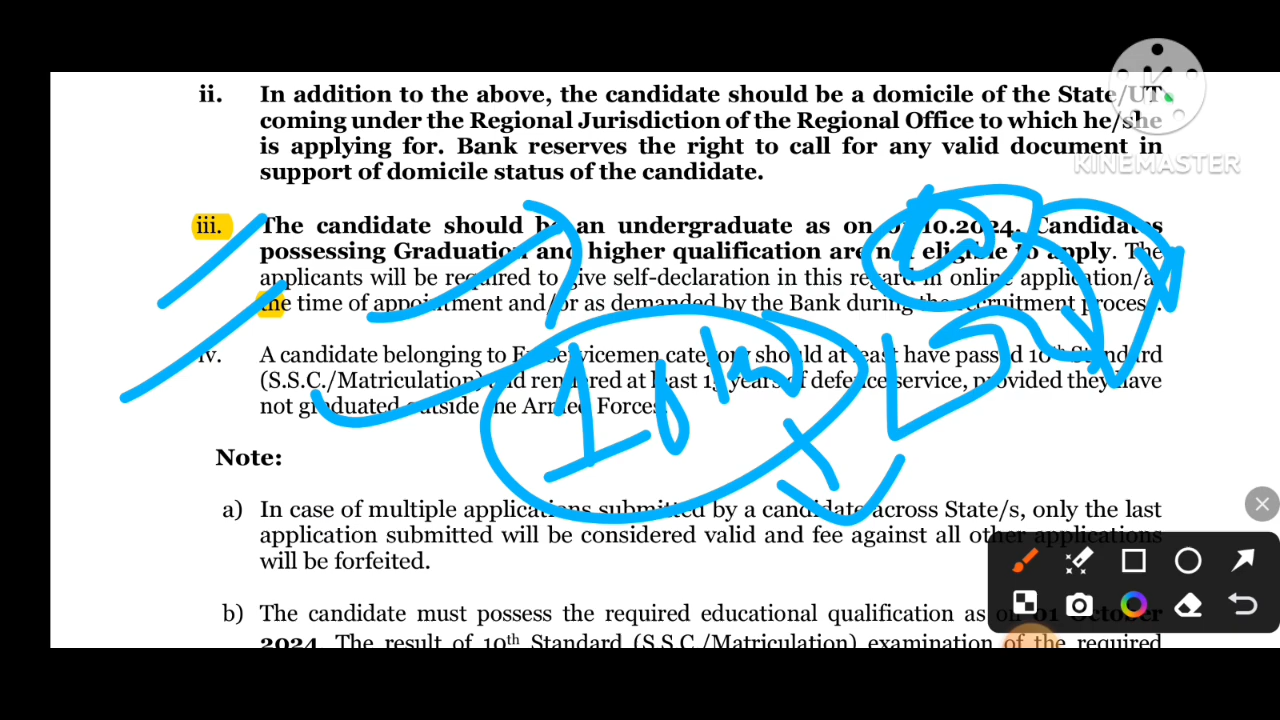 ii. In addition to the above, the candidate should be a domicile of the State/UT
coming under the Regional Jurisdiction of the Regional Office to which he/she
is applying for. Bank reserves the right to call for any valid document in
support of domicile status of the candidate.
KINEMASTER
iii. The candidate should be an undergraduate as on 01.10.2024. Candidates
possessing Graduation and higher qualification are not eligible to apply. The
applicants will be required to give self-declaration in this regard in online application/at
the time of appointment and/or as demanded by the Bank during the recruitment process.
iv. A candidate belonging to Ex-servicemen category should at least have passed 10th Standard
(S.S.C./Matriculation) and rendered at least 15 years of defence service, provided they have
not graduated outside the Armed Forces.
10th
15
Note:
a) In case of multiple applications submitted by a candidate across State/s, only the last
application submitted will be considered valid and fee against all other applications
will be forfeited.
b) The candidate must possess the required educational qualification as on 01 October
2024. The result of 10th Standard (S.S.C./Matriculation) examination of the required